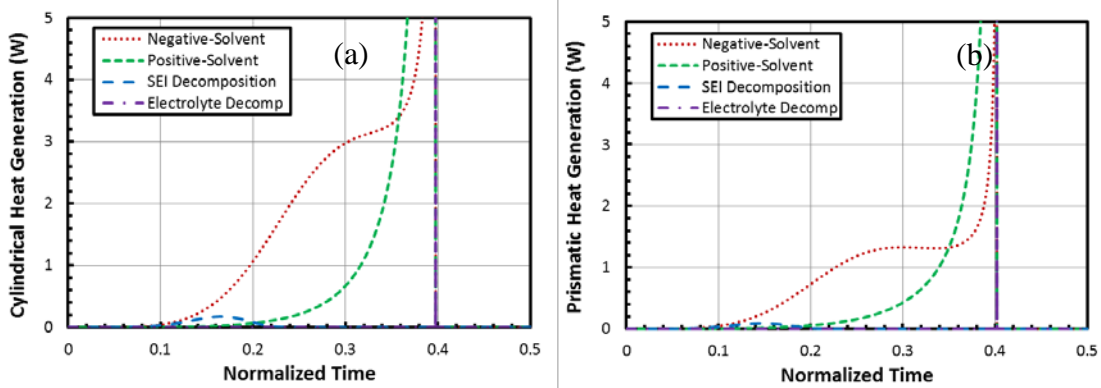 5
4
3
2
1
0
Cylindrical Heat Generation (W)
Negative-Solvent
Positive-Solvent
SEI Decomposition
Electrolyte Decomp
(a)
0
0.1
0.2
0.3
0.4
0.5
Normalized Time
5
4
3
2
1
0
Prismatic Heat Generation (W)
Negative-Solvent
Positive-Solvent
SEI Decomposition
Electrolyte Decomp
(b)
0
0.1
0.2
0.3
0.4
0.5
Normalized Time